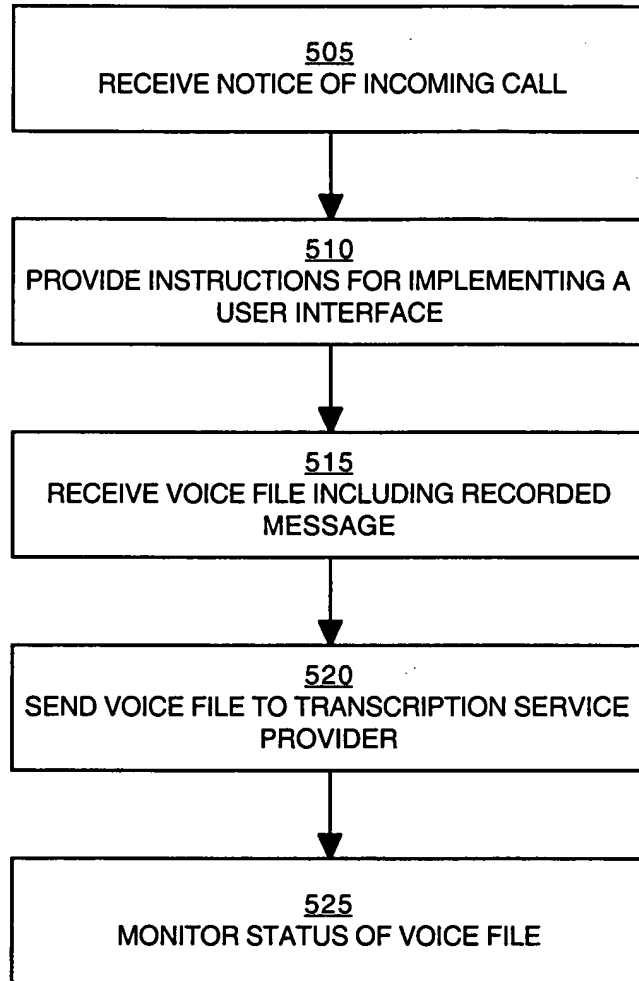 505
RECEIVE NOTICE OF INCOMING CALL
510
PROVIDE INSTRUCTIONS FOR IMPLEMENTING A
USER INTERFACE
515
RECEIVE VOICE FILE INCLUDING RECORDED
MESSAGE
520
SEND VOICE FILE TO TRANSCRIPTION SERVICE
PROVIDER
525
MONITOR STATUS OF VOICE FILE